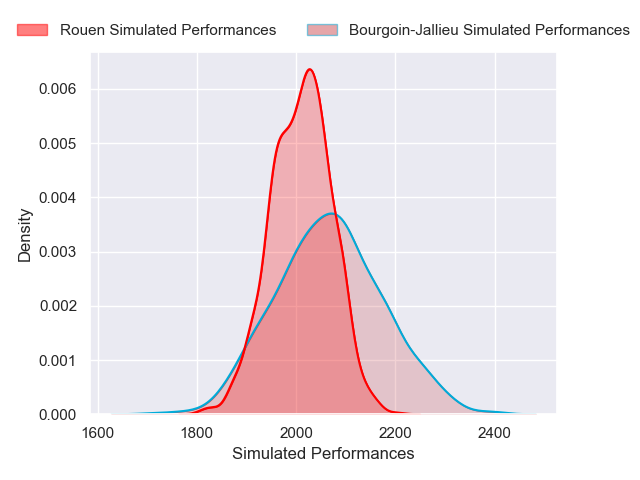 Rouen Simulated Performances
Bourgoin-Jallieu Simulated Performances
0.006
0.005
0.004
0.003
0.002
0.001
0.000
Density
1600 1800 2000 2200 2400
Simulated Performances